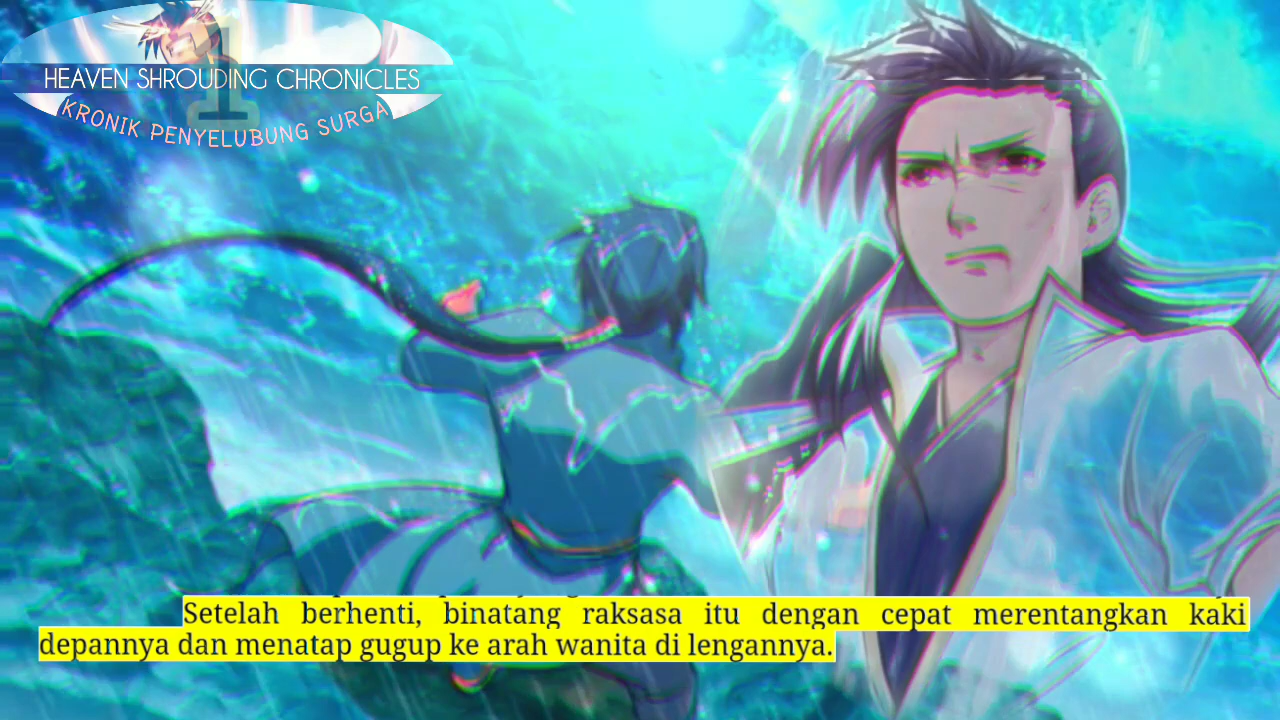 1
HEAVEN SHROUDING CHRONICLES
KRONIK PENYELUBUNG SURGA
Setelah berhenti, binatang raksasa itu dengan cepat merentangkan kaki
depannya dan menatap gugup ke arah wanita di lengannya.